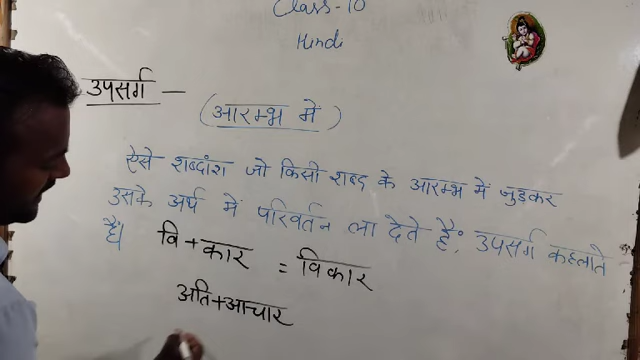 Class-10
Hindi
उपसर्ग —
(आरम्भ में)
ऐसे शब्दांश जो किसी शब्द के आरम्भ में जुड़कर
उसके अर्थ में परिवर्तन ला देते हैं, उपसर्ग कहलाते
हैं।
वि+कार = विकार
अति+आचार